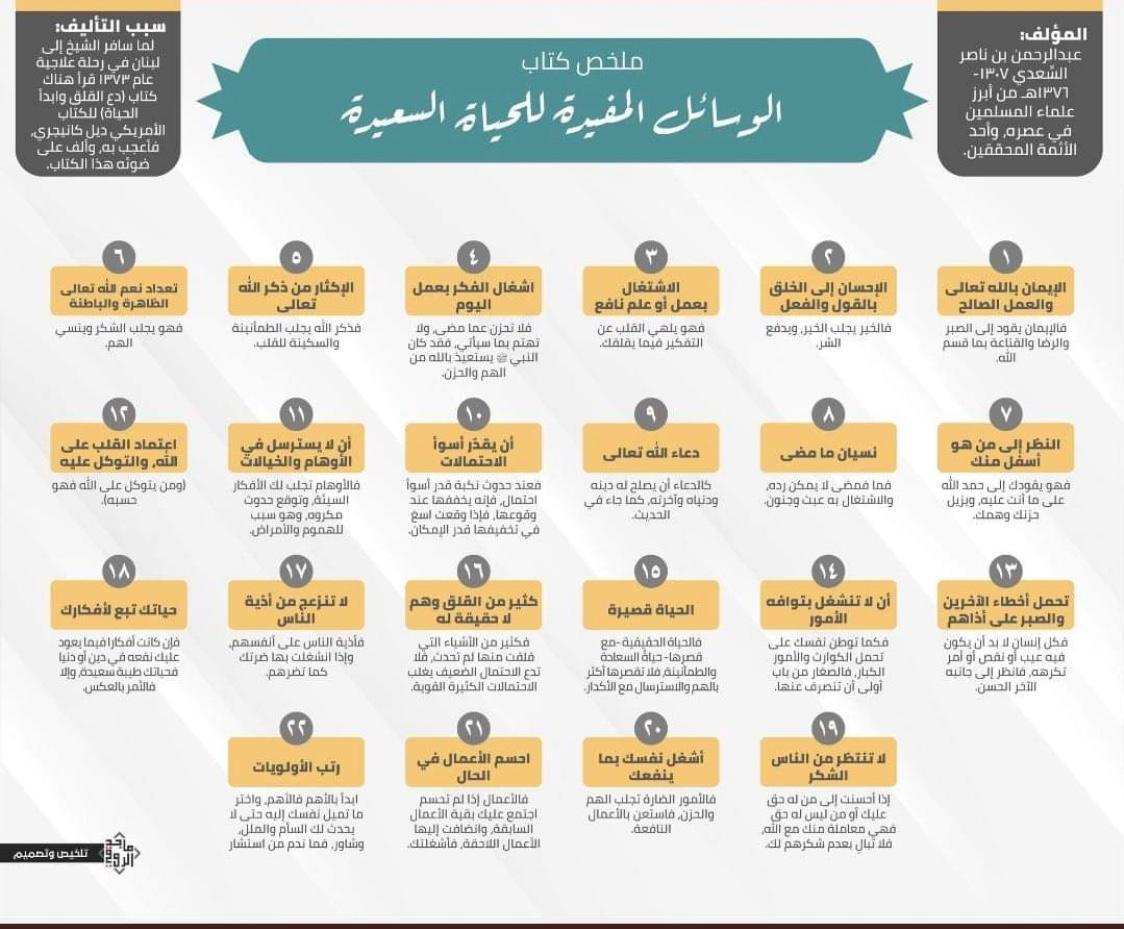 المؤلف:
عبدالرحمن بن ناصر
السِّعدي ١٣٠٧-
١٣٧٦هـ من أبرز
علماء المسلمين
في عصره، وأحد
الأئمة المحققين.
ملخص كتاب
الوسائل المفيدة للحياة السعيدة
سبب التأليف:
لما سافر الشيخ إلى
لبنان في رحلة علاجية
عام ١٣٧٣ قرأ هناك
كتاب (دع القلق وابدأ
الحياة) للكتاب
الأمريكي ديل كانيجري,
فأعجب به, وألف على
ضوئه هذا الكتاب.
١
الإيمان بالله تعالى
والعمل الصالح
فالإيمان يقود إلى الصبر
والرضا والقناعة بما قسم
الله.
٢
الإحسان إلى الخلق
بالقول والفعل
فالخير يجلب الخير, ويدفع
الشر.
٣
الاشتغال
بعمل أو علم نافع
فهو يلهي القلب عن
التفكير فيما يقلقك.
٤
اشغال الفكر بعمل
اليوم
فلا تحزن عما مضى, ولا
تهتم بما سيأتي, فقد كان
النبي ﷺ يستعيذ بالله من
الهم والحزن.
٥
الإكثار من ذكر الله
تعالى
فذكر الله يجلب الطمأنينة
والسكينة للقلب.
٦
تعداد نعم الله تعالى
الظاهرة والباطنة
فهو يجلب الشكر وينسي
الهم.
٧
النظر إلى من هو
أسفل منك
فهو يقودك إلى حمد الله
على ما أنت عليه, ويزيل
حزنك وهمك.
٨
نسيان ما مضى
فما فمضى لا يمكن رده,
والاشتغال به عبث وجنون.
٩
دعاء الله تعالى
كالدعاء أن يصلح له دينه
ودنياه وآخرته, كما جاء في
الحديث.
١٠
أن يقدّر أسوأ
الاحتمالات
فعند حدوث نكبة قدر أسوأ
احتمال, فإنه يخففها عند
وقوعها, فإذا وقعت اسعَ
في تخفيفها قدر الإمكان.
١١
أن لا يسترسل في
الأوهام والخيالات
فالأوهام تجلب لك الأفكار
السيئة, وتوقع حدوث
مكروه, وهو سبب
للهموم والأمراض.
١٢
اعتماد القلب على
الله, والتوكل عليه
(ومن يتوكل على الله فهو
حسبه).
١٣
تحمل أخطاء الآخرين
والصبر على أذاهم
فكل إنسان لا بد أن يكون
فيه عيب أو نقص أو أمر
تكرهه, فانظر إلى جانبه
الآخر الحسن.
١٤
أن لا تنشغل بتوافه
الأمور
فكما توطن نفسك على
تحمل الكوارث والأمور
الكبار, فالصغار من باب
أولى أن تنصرف عنها.
١٥
الحياة قصيرة
فالحياة الحقيقية -مع
قصرها- حياةُ السعادة
والطمأنينة, فلا تقصرها أكثر
بالهم والاسترسال مع الأكدار.
١٦
كثير من القلق وهم
لا حقيقة له
فكثير من الأشياء التي
قلقت منها لم تحدث, فلا
تدع الاحتمال الضعيف يغلب
الاحتمالات الكثيرة القوية.
١٧
لا تنزعج من أذية
الناس
فأذية الناس على أنفسهم,
وإذا انشغلت بها ضرتك
كما تضرهم.
١٨
حياتك تبع لأفكارك
فإن كانت أفكارا فيما يعود
عليك نفعه في دين أو دنيا
فحياتك طيبة سعيدة, وإلا
فالأمر بالعكس.
١٩
لا تنتظر من الناس
الشكر
إذا أحسنت إلى من له حق
عليك أو من ليس له حق
فهي معاملة منك مع الله,
فلا تبالِ بعدم شكرهم لك.
٢٠
أشغل نفسك بما
ينفعك
فالأمور الضارة تجلب الهم
والحزن, فاستعن بالأعمال
النافعة.
٢١
احسم الأعمال في
الحال
فالأعمال إذا لم تحسم
اجتمع عليك بقية الأعمال
السابقة, وانضافت إليها
الأعمال اللاحقة, فأشغلتك.
٢٢
رتب الأولويات
ابدأ بالأهم فالأهم, واختر
ما تميل نفسك إليه حتى لا
يحدث لك السأم والملل,
وشاور, فما ندم من استشار
تلخيص وتصميم